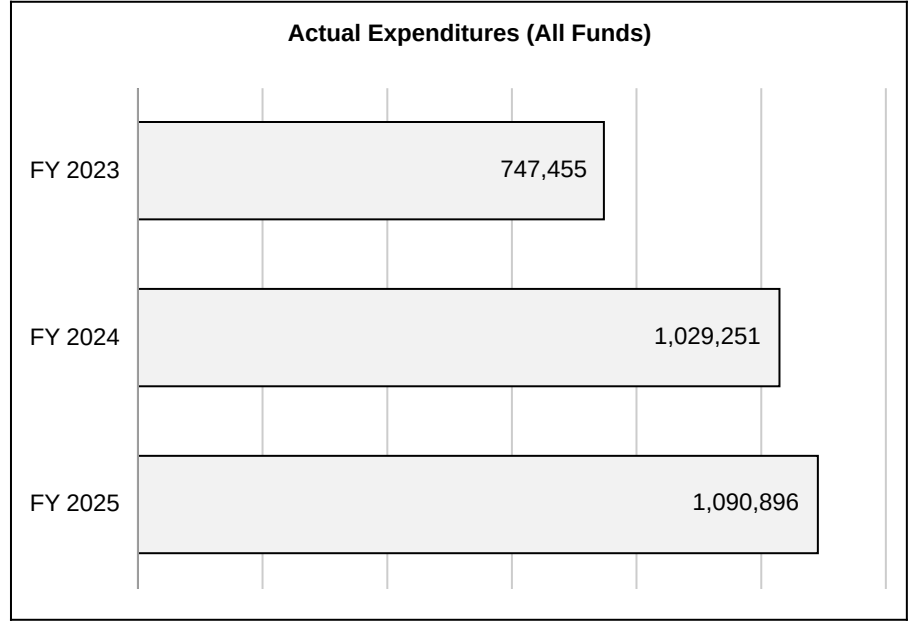 Actual Expenditures (All Funds)
FY 2023
747,455
FY 2024
1,029,251
FY 2025
1,090,896